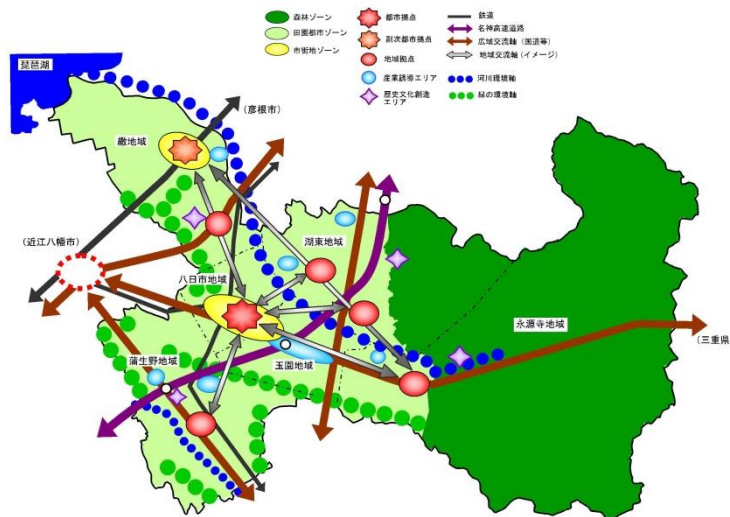 森林ゾーン
田園都市ゾーン
市街地ゾーン
都市拠点
副次都市拠点
地域拠点
産業誘導エリア
歴史文化創造
エリア
鉄道
名神高速道路
広域交流軸（国道等）
地域交流軸（イメージ）
河川環境軸
緑の環境軸
琵琶湖
（彦根市）
（近江八幡市）
湖東地域
八日市地域
永源寺地域
（三重県
蒲生野地域
玉園地域